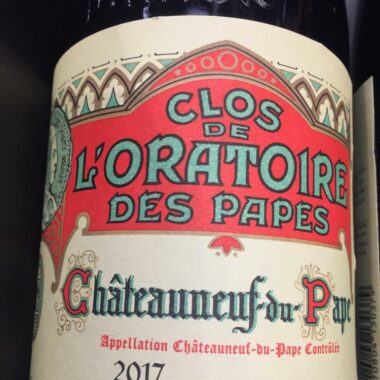 CLOS
DE
L'ORATOIRE
DES PAPES
Châteauneuf-du-Pape
Appellation Châteauneuf-du-Pape Contrôlée
2017